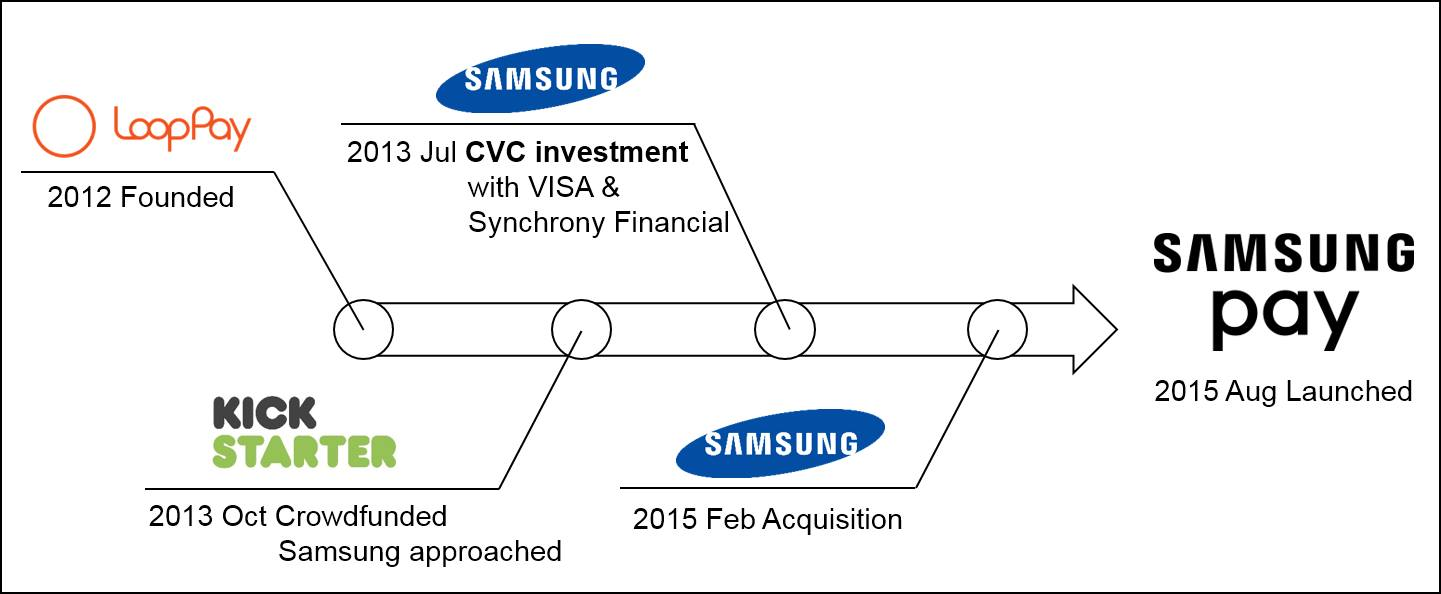 LoopPay
2012 Founded
SAMSUNG
2013 Jul CVC investment
with VISA &
Synchrony Financial
KICK
STARTER
2013 Oct Crowdfunded
Samsung approached
SAMSUNG
2015 Feb Acquisition
SAMSUNG
pay
2015 Aug Launched